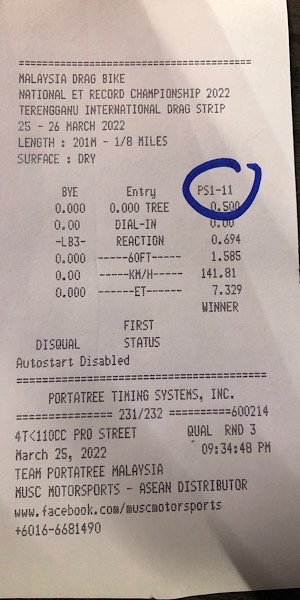 ==============================================
MALAYSIA DRAG BIKE
NATIONAL ET RECORD CHAMPIONSHIP 2022
TERENGGANU INTERNATIONAL DRAG STRIP
25 - 26 MARCH 2022
LENGTH : 201M - 1/8 MILES
SURFACE : DRY
==============================================
BYE Entry PS1-11
0.000 0.000 TREE 0.500
0.00 DIAL-IN 0.00
-LB3- REACTION 0.694
0.000 ------60FT------ 1.585
0.00 ------KM/H------ 141.81
0.000 -------ET------- 7.329
WINNER
FIRST
DISQUAL STATUS
Autostart Disabled
==============================================
PORTATREE TIMING SYSTEMS, INC.
================ 231/232 ==========600214
4T<110CC PRO STREET QUAL RND 3
March 25, 2022 09:34:48 PM
TEAM PORTATREE MALAYSIA
MUSC MOTORSPORTS - ASEAN DISTRIBUTOR
www.facebook.com/muscmotorsports
+6016-6681490